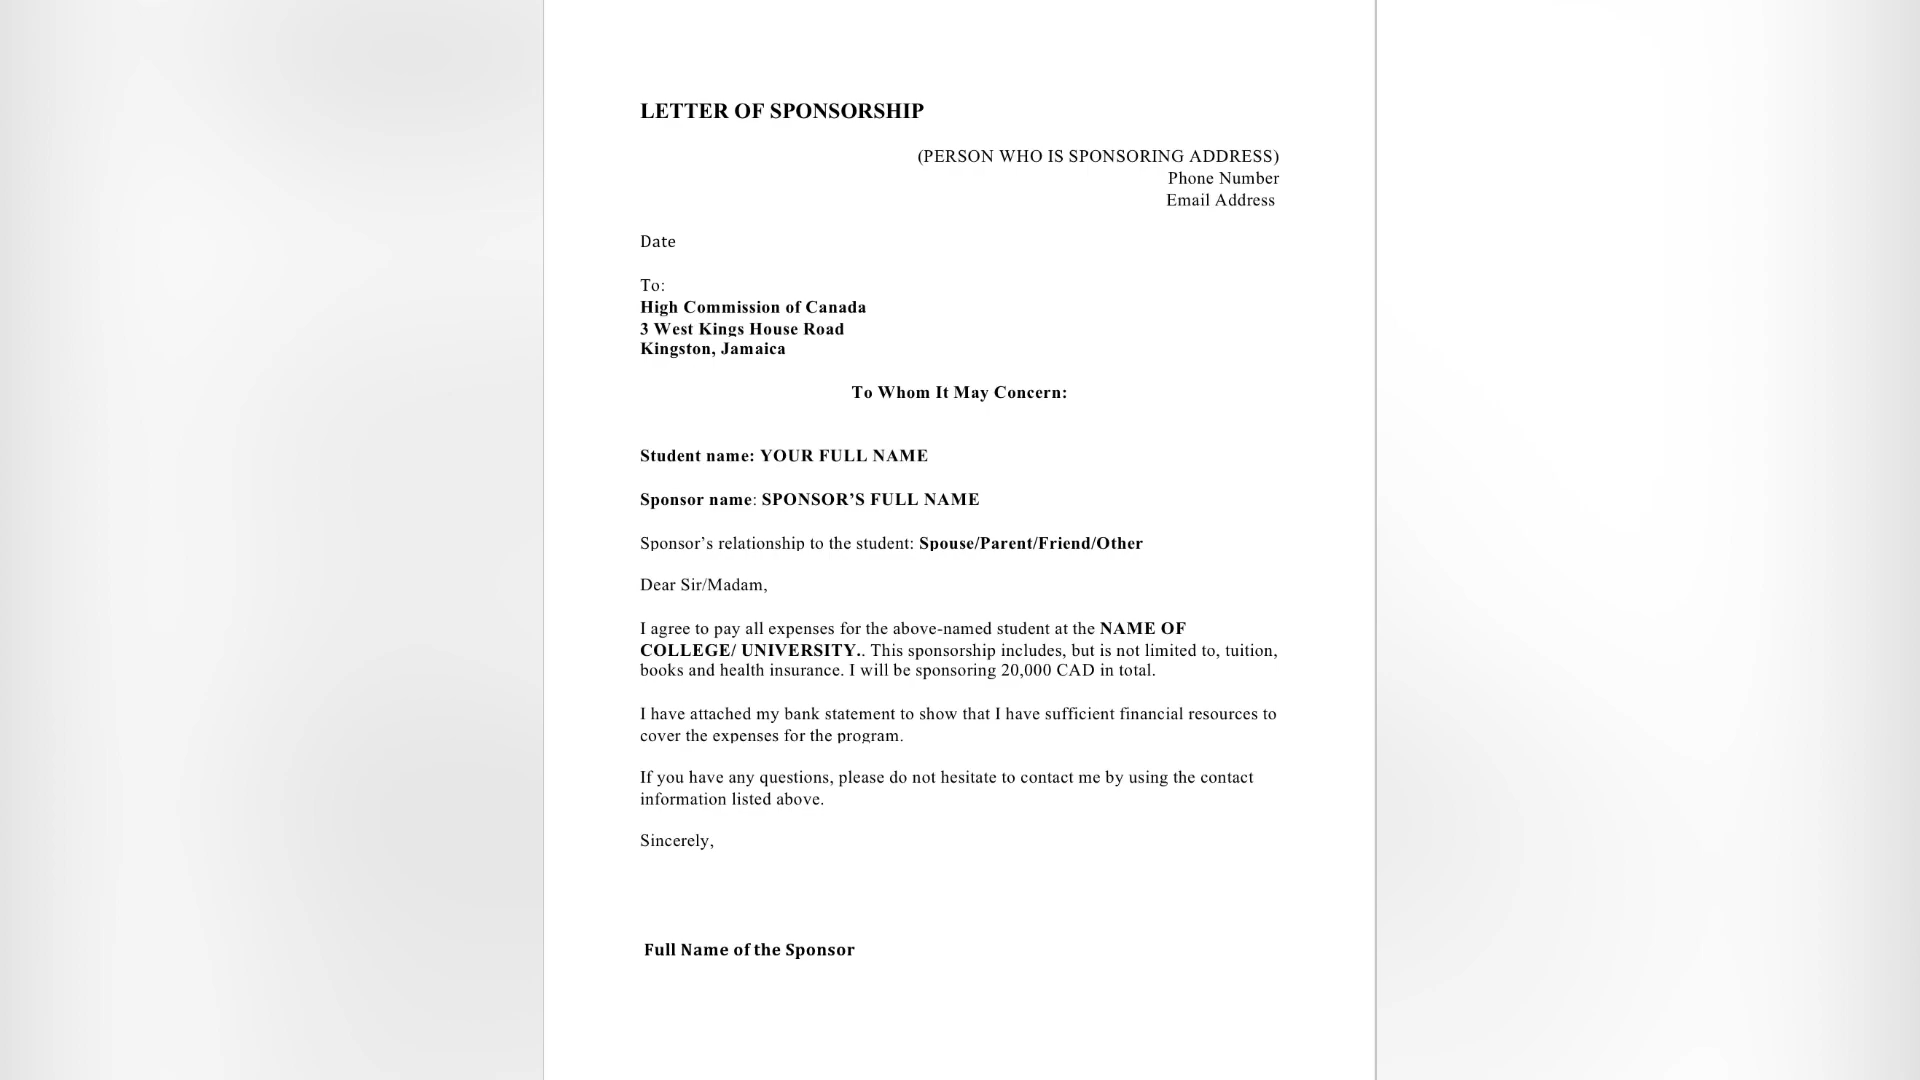 LETTER OF SPONSORSHIP
(PERSON WHO IS SPONSORING ADDRESS)
Phone Number
Email Address
Date
To:
High Commission of Canada
3 West Kings House Road
Kingston, Jamaica
To Whom It May Concern:
Student name: YOUR FULL NAME
Sponsor name: SPONSOR’S FULL NAME
Sponsor’s relationship to the student: Spouse/Parent/Friend/Other
Dear Sir/Madam,
I agree to pay all expenses for the above-named student at the NAME OF
COLLEGE/ UNIVERSITY.. This sponsorship includes, but is not limited to, tuition,
books and health insurance. I will be sponsoring 20,000 CAD in total.
I have attached my bank statement to show that I have sufficient financial resources to
cover the expenses for the program.
If you have any questions, please do not hesitate to contact me by using the contact
information listed above.
Sincerely,
Full Name of the Sponsor